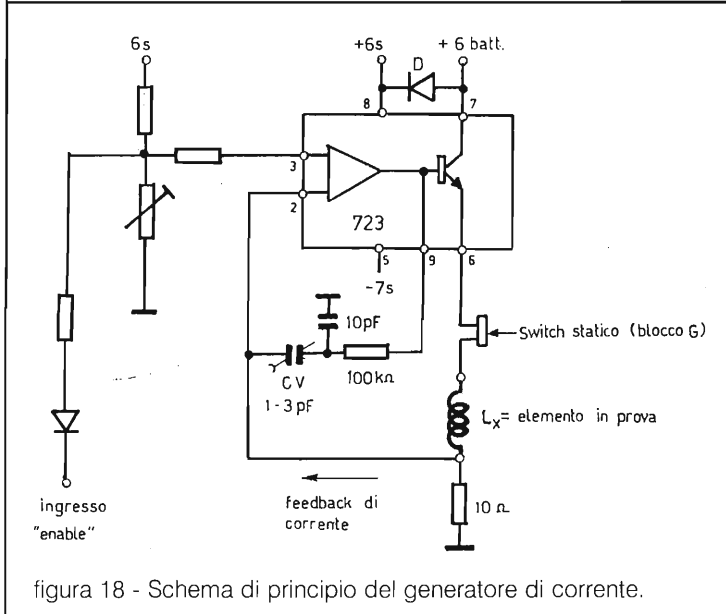 6s
+6s
+ 6 batt.
D
8
7
3
2
723
5
9
6
-7s
10pF
Switch statico (blocco G)
CV
100kΩ
1-3 pF
Lx= elemento in prova
ingresso
"enable"
feedback di
corrente
10 Ω
figura 18 - Schema di principio del generatore di corrente.